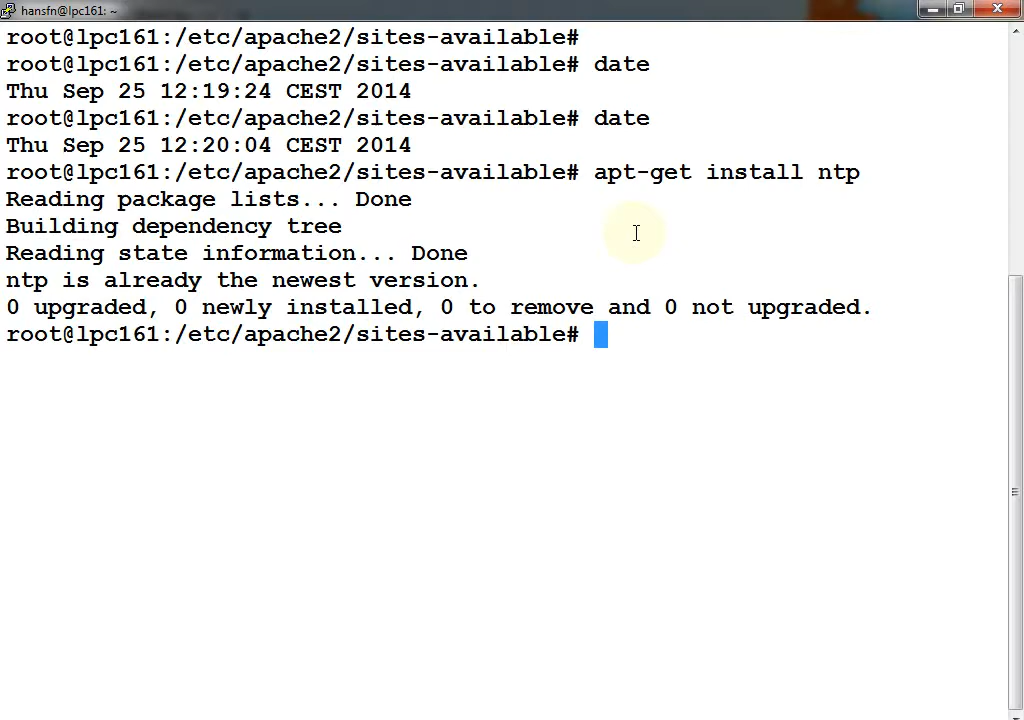 hansfn@lpc161: ~
root@lpc161:/etc/apache2/sites-available#
root@lpc161:/etc/apache2/sites-available# date
Thu Sep 25 12:19:24 CEST 2014
root@lpc161:/etc/apache2/sites-available# date
Thu Sep 25 12:20:04 CEST 2014
root@lpc161:/etc/apache2/sites-available# apt-get install ntp
Reading package lists... Done
Building dependency tree
Reading state information... Done
ntp is already the newest version.
0 upgraded, 0 newly installed, 0 to remove and 0 not upgraded.
root@lpc161:/etc/apache2/sites-available#